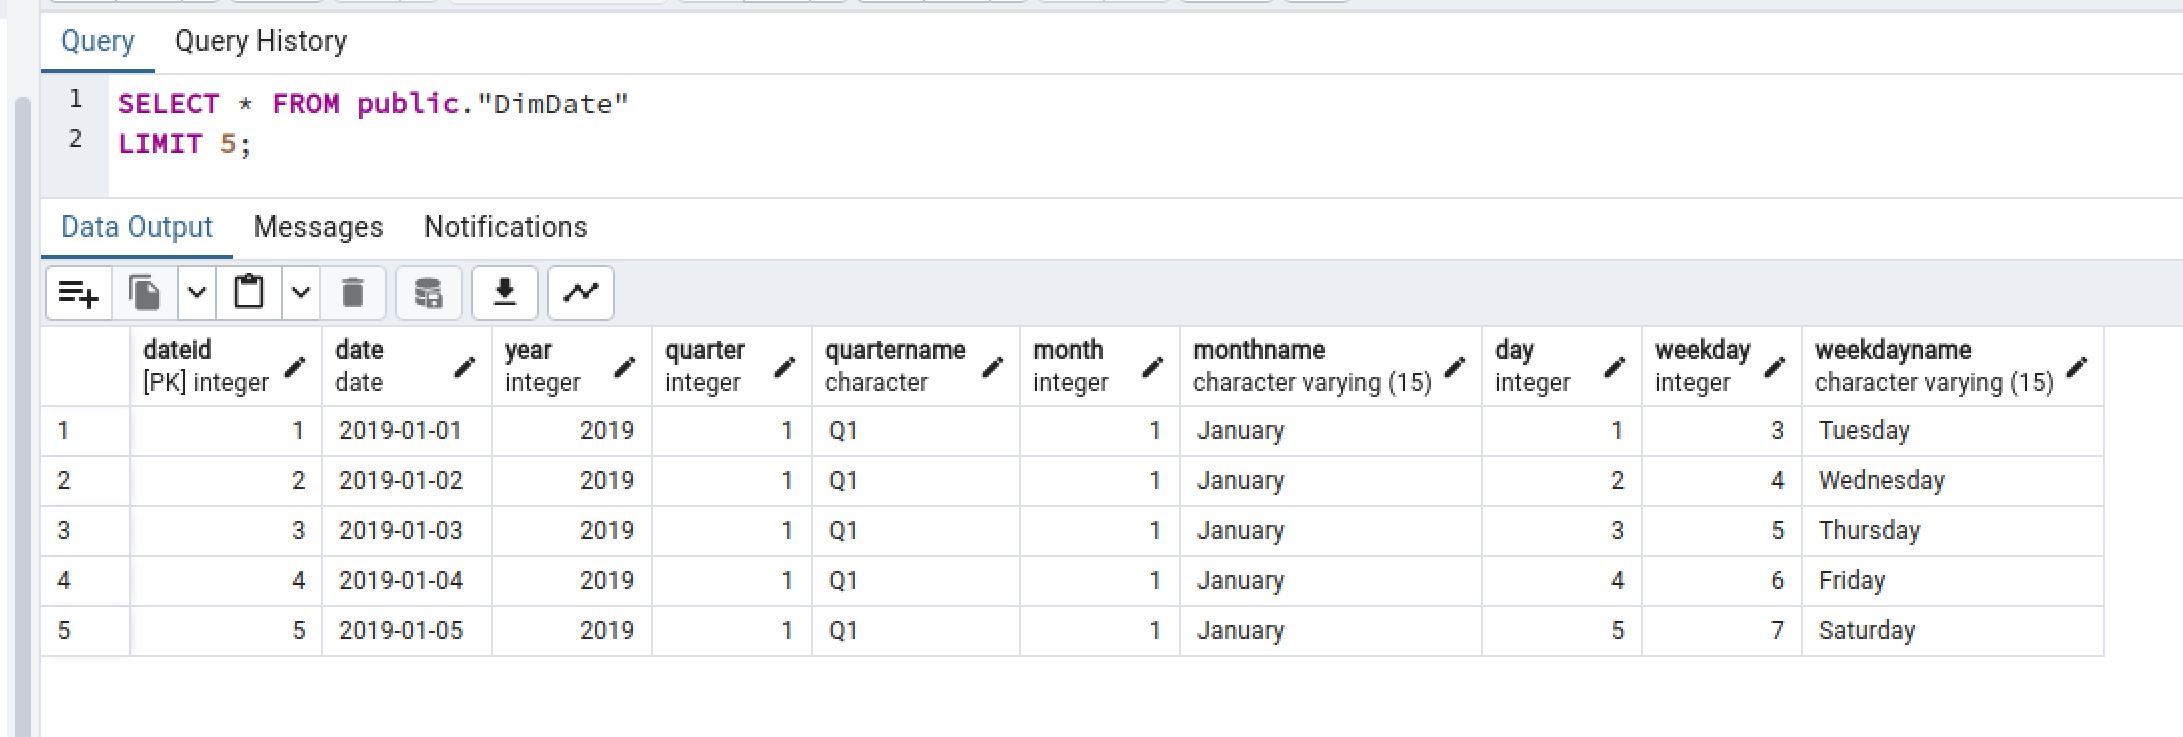 Query Query History
1 SELECT * FROM public."DimDate"
2 LIMIT 5;
Data Output Messages Notifications
dateid date year quarter quartername month monthname day weekday weekdayname
[PK] integer date integer integer character integer character varying (15) integer integer character varying (15)
1 1 2019-01-01 2019 1 Q1 1 January 1 3 Tuesday
2 2 2019-01-02 2019 1 Q1 1 January 2 4 Wednesday
3 3 2019-01-03 2019 1 Q1 1 January 3 5 Thursday
4 4 2019-01-04 2019 1 Q1 1 January 4 6 Friday
5 5 2019-01-05 2019 1 Q1 1 January 5 7 Saturday